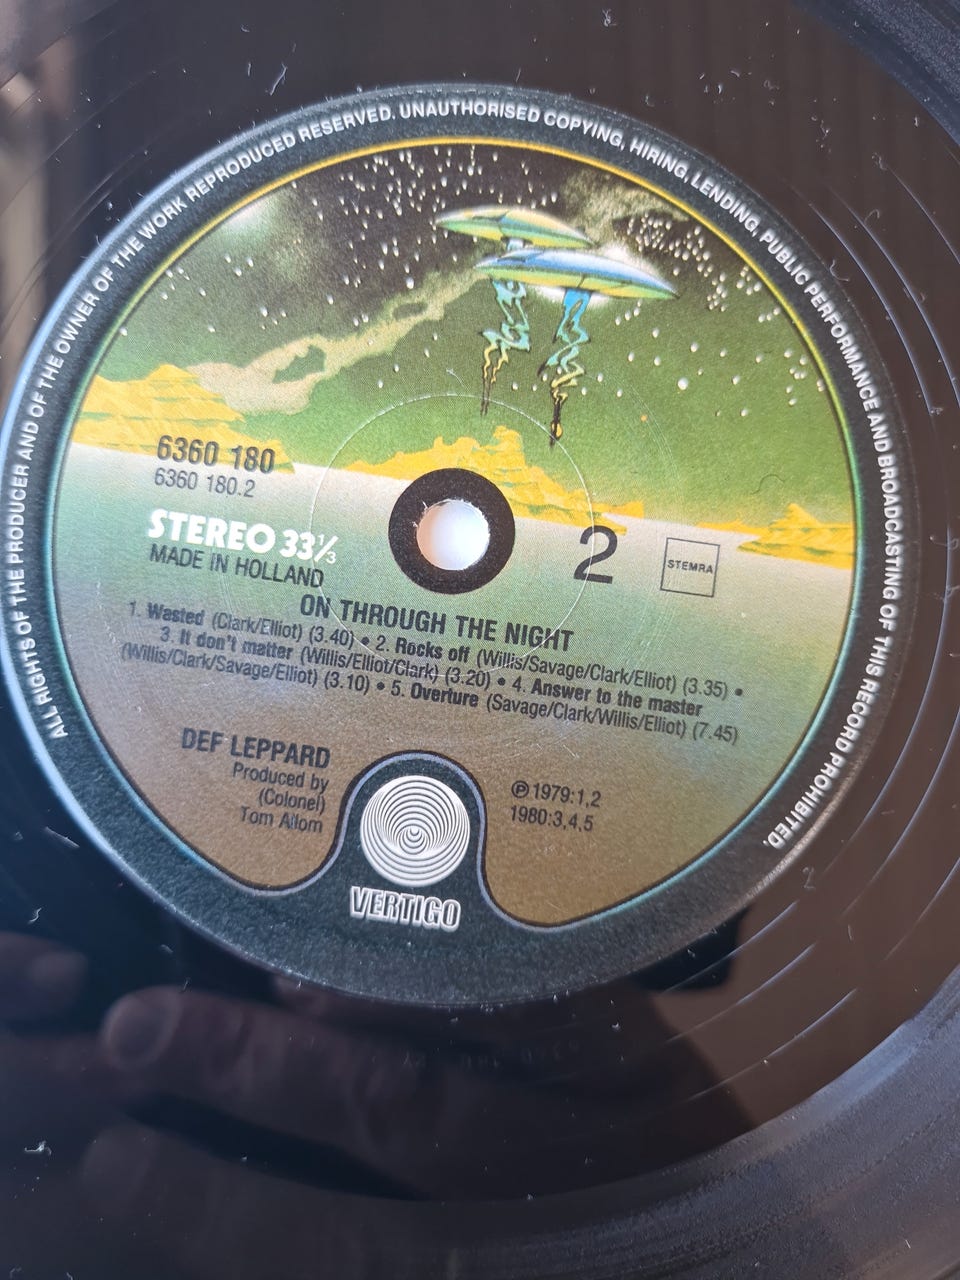 ALL RIGHTS OF THE PRODUCER AND OF THE OWNER OF THE WORK REPRODUCED RESERVED. UNAUTHORISED COPYING, HIRING, LENDING, PUBLIC PERFORMANCE AND BROADCASTING OF THIS RECORD PROHIBITED.
6360 180
6360 180.2
STEREO 33⅓
MADE IN HOLLAND
2
STEMRA
ON THROUGH THE NIGHT
1. Wasted (Clark/Elliot) (3.40) • 2. Rocks off (Willis/Savage/Clark/Elliot) (3.35) •
3. It don't matter (Willis/Elliot/Clark) (3.20) • 4. Answer to the master
(Willis/Clark/Savage/Elliot) (3.10) • 5. Overture (Savage/Clark/Willis/Elliot) (7.45)
DEF LEPPARD
Produced by
(Colonel)
Tom Allom
℗ 1979:1,2
1980:3,4,5
VERTIGO